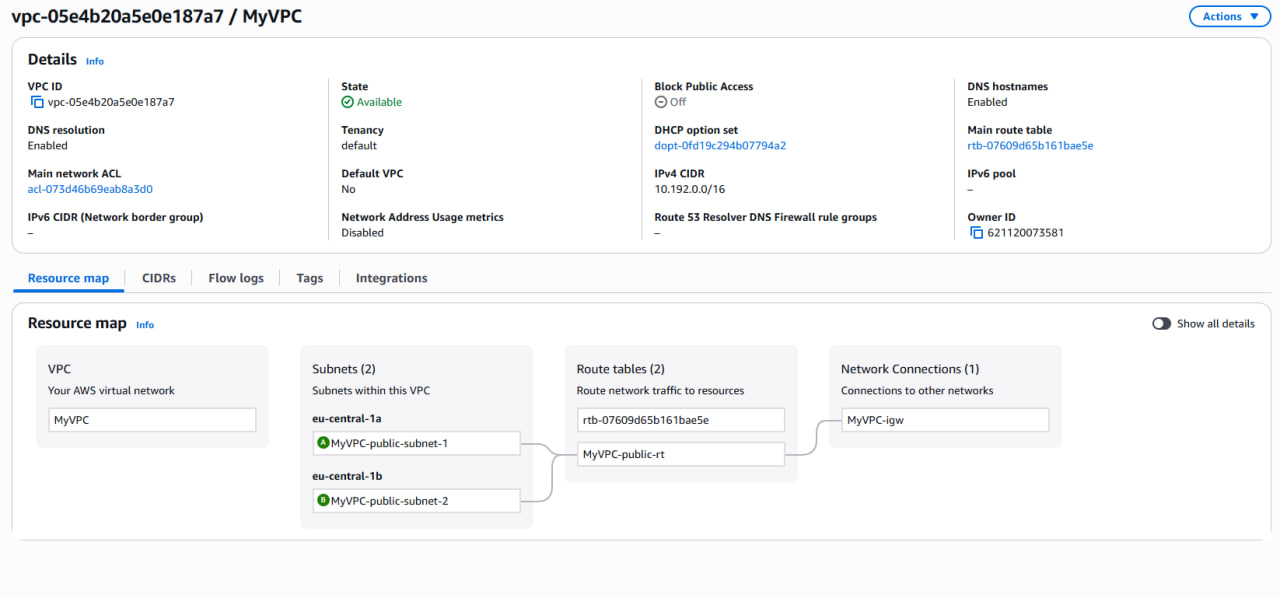 vpc-05e4b20a5e0e187a7 / MyVPC
Actions
Details Info
VPC ID
vpc-05e4b20a5e0e187a7
State
Available
Block Public Access
Off
DNS hostnames
Enabled
DNS resolution
Enabled
Tenancy
default
DHCP option set
dopt-0fd19c294b07794a2
Main route table
rtb-07609d65b161bae5e
Main network ACL
acl-073d46b69eab8a3d0
Default VPC
No
IPv4 CIDR
10.192.0.0/16
IPv6 pool
–
IPv6 CIDR (Network border group)
–
Network Address Usage metrics
Disabled
Route 53 Resolver DNS Firewall rule groups
–
Owner ID
621120073581
Resource map
CIDRs
Flow logs
Tags
Integrations
Resource map Info
Show all details
VPC
Your AWS virtual network
MyVPC
Subnets (2)
Subnets within this VPC
eu-central-1a
A MyVPC-public-subnet-1
eu-central-1b
B MyVPC-public-subnet-2
Route tables (2)
Route network traffic to resources
rtb-07609d65b161bae5e
MyVPC-public-rt
Network Connections (1)
Connections to other networks
MyVPC-igw